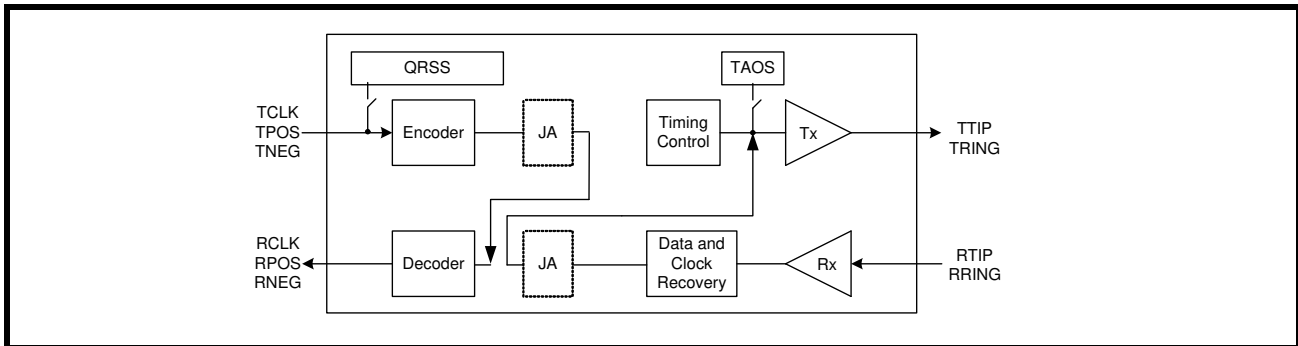 QRSS
TAOS
TCLK
TPOS
TNEG
Encoder
JA
Timing
Control
Tx
TTIP
TRING
RCLK
RPOS
RNEG
Decoder
JA
Data and
Clock
Recovery
Rx
RTIP
RRING